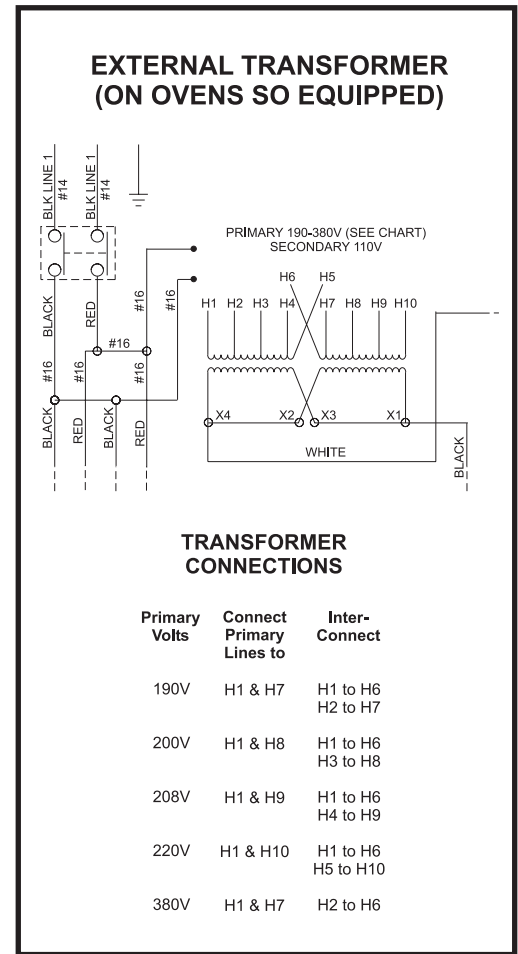 EXTERNAL TRANSFORMER
(ON OVENS SO EQUIPPED)
BLK LINE 1
#14
BLK LINE 1
#14
PRIMARY 190-380V (SEE CHART)
SECONDARY 110V
H6 H5
H1 H2 H3 H4 H7 H8 H9 H10
BLACK
RED
#16
#16
#16
#16
#16
#16
BLACK
RED
BLACK
RED
X4 X2 X3 X1
WHITE
BLACK
TRANSFORMER
CONNECTIONS
Primary Connect Inter-
Volts Primary Connect
Lines to
190V H1 & H7 H1 to H6
H2 to H7
200V H1 & H8 H1 to H6
H3 to H8
208V H1 & H9 H1 to H6
H4 to H9
220V H1 & H10 H1 to H6
H5 to H10
380V H1 & H7 H2 to H6